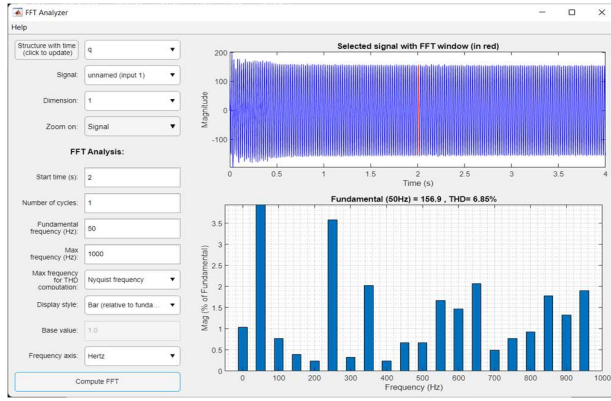 FFT Analyzer
Help
Structure with time
(click to update)
q
Signal:
unnamed (input 1)
Dimension:
1
Zoom on:
Signal
FFT Analysis:
Start time (s):
2
Number of cycles:
1
Fundamental
frequency (Hz):
50
Max
frequency (Hz):
1000
Max frequency
for THD
computation:
Nyquist frequency
Display style:
Bar (relative to funda...
Base value:
1.0
Frequency axis:
Hertz
Compute FFT
Selected signal with FFT window (in red)
200
100
0
-100
Magnitude
0 0.5 1 1.5 2 2.5 3 3.5 4
Time (s)
Fundamental (50Hz) = 156.9 , THD= 6.85%
3.5
3
2.5
2
1.5
1
0.5
0
Mag (% of Fundamental)
0 100 200 300 400 500 600 700 800 900 1000
Frequency (Hz)